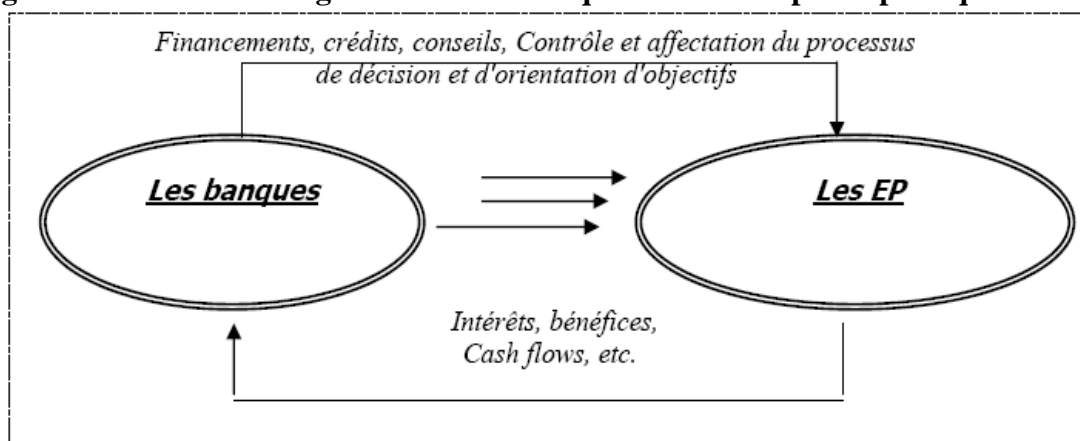 Financements, crédits, conseils, Contrôle et affectation du processus
de décision et d'orientation d'objectifs
Les banques
Les EP
Intérêts, bénéfices,
Cash flows, etc.